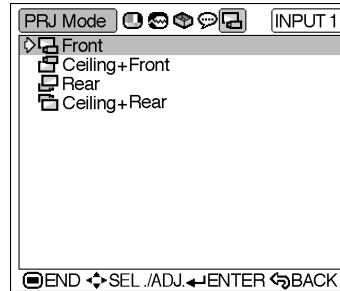 PRJ Mode INPUT 1
Front
Ceiling+Front
Rear
Ceiling+Rear
END SEL./ADJ. ENTER BACK